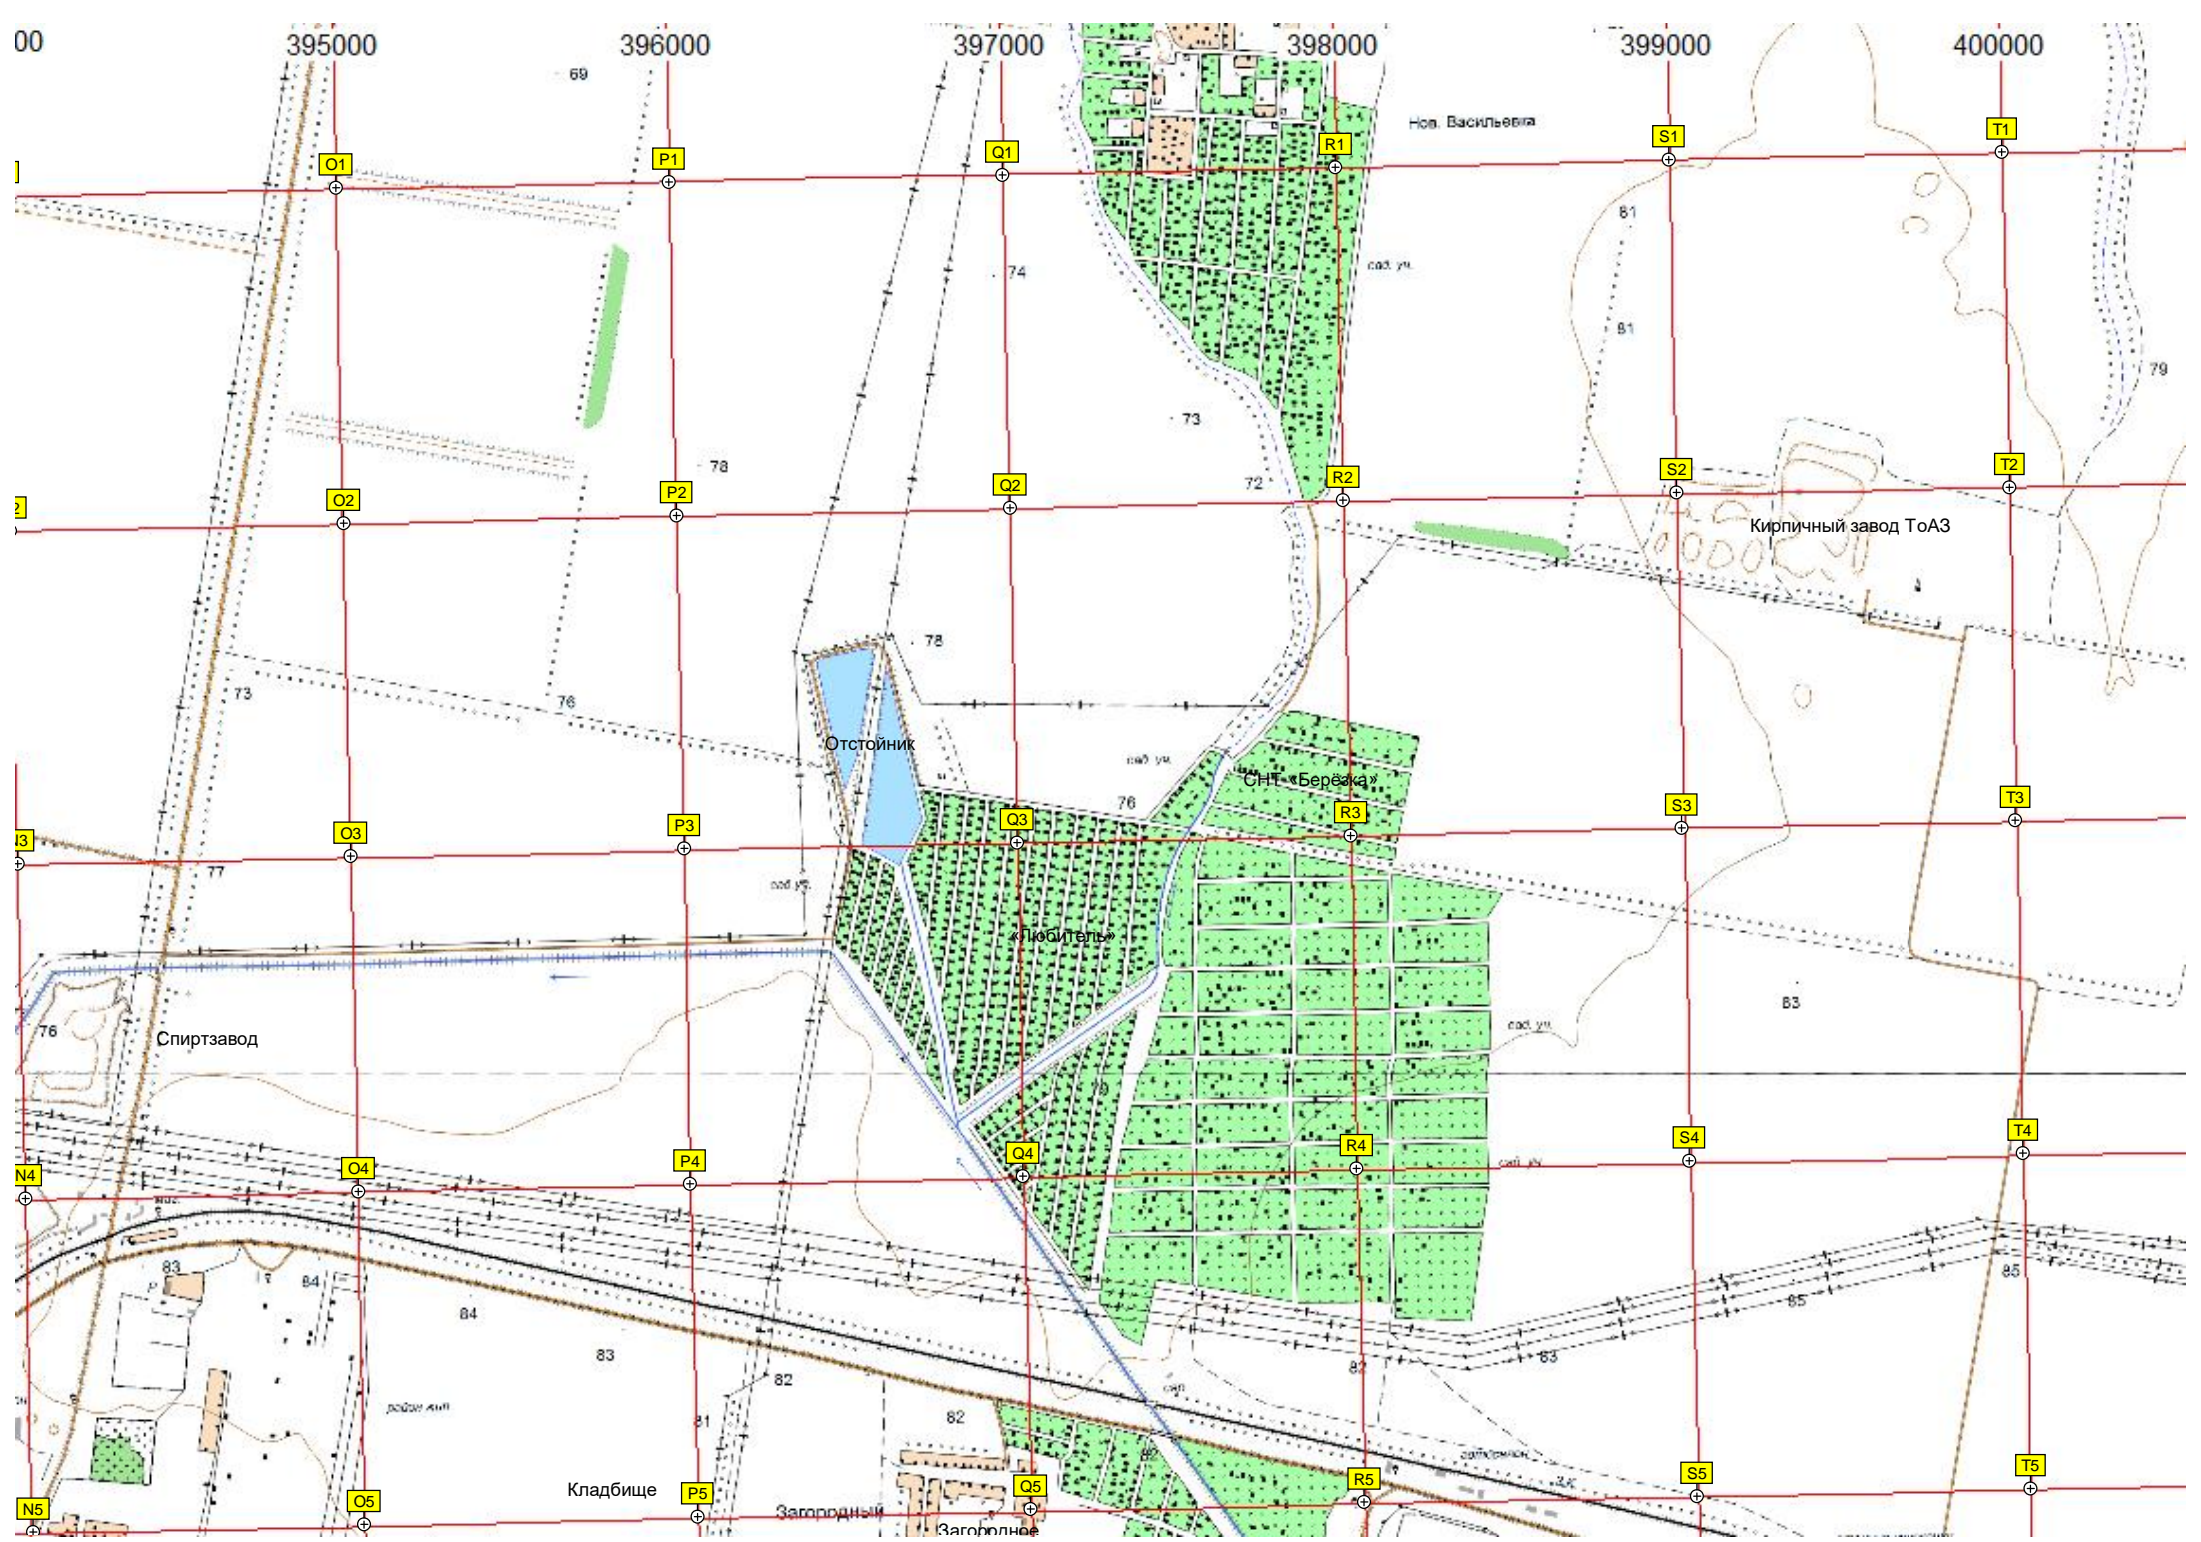 00 395000 396000 397000 398000 399000 400000
69
Нов. Васильевка
O1 P1 Q1 R1 S1 T1
81
74
сад. уч.
81
79
73
78
72
2 O2 P2 Q2 R2 S2 T2
Кирпичный завод ТоАЗ
78
73
76
Отстойник
сад. уч.
СНТ «Берёзка»
76
N3 O3 P3 Q3 R3 S3 T3
77
сад. уч.
«Любитель»
83
76
Спиртзавод
сад. уч.
79
N4 O4 P4 Q4 R4 S4 T4
сад. уч.
83
84
85
85
84
83
82
83
82
81
82
82
Кладбище
Загородный
Загородное
N5 O5 P5 Q5 R5 S5 T5